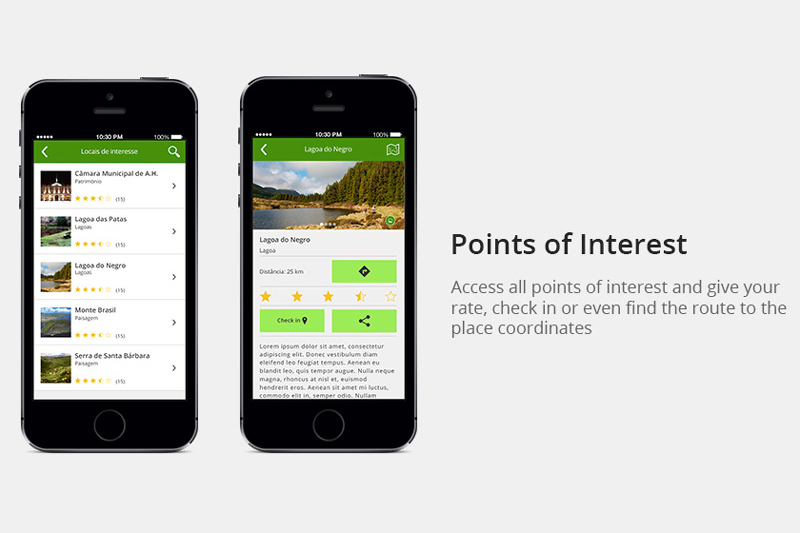 10:30 PM
100%
Locais de interesse
Câmara Municipal de A.H.
Património
(15)
Lagoa das Patas
Lagoas
(15)
Lagoa do Negro
Lagoas
(15)
Monte Brasil
Paisagem
(15)
Serra de Santa Bárbara
Paisagem
(15)
10:30 PM
100%
Lagoa do Negro
Lagoa do Negro
Lagoa
Distância: 25 km
Check in
Lorem ipsum dolor sit amet, consectetur
adipiscing elit. Donec vestibulum diam
eleifend leo feugiat tempus. Aenean eu
blandit leo, quis tempor augue. Nulla neque
magna, rhoncus at nisl et, euismod
hendrerit eros. Aenean sit amet mi luctus,
commodo elit in, semper odio. Nullam
Points of Interest
Access all points of interest and give your
rate, check in or even find the route to the
place coordinates